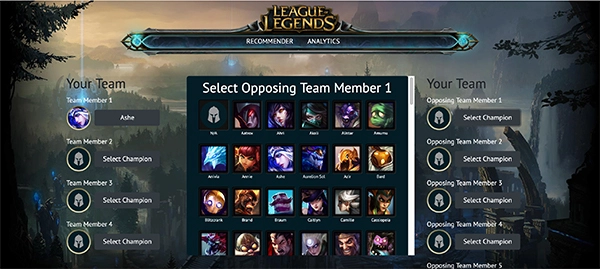 LEAGUE
of
LEGENDS
RECOMMENDER ANALYTICS
Your Team
Team Member 1
Ashe
Team Member 2
Select Champion
Team Member 3
Select Champion
Team Member 4
Select Champion
Select Opposing Team Member 1
N/A Aatrox Ahri Akali Alistar Amumu
Anivia Annie Ashe Aurelion Sol Azir Bard
Blitzcrank Brand Braum Caitlyn Camille Cassiopeia
Your Team
Opposing Team Member 1
Select Champion
Opposing Team Member 2
Select Champion
Opposing Team Member 3
Select Champion
Opposing Team Member 4
Select Champion
Opposing Team Member 5